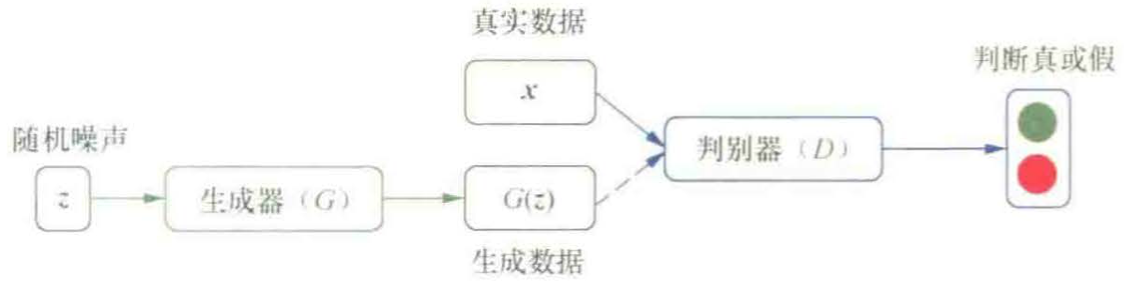 真实数据
判断真或假
x
随机噪声
判别器（D）
z
生成器（G）
G(z)
生成数据